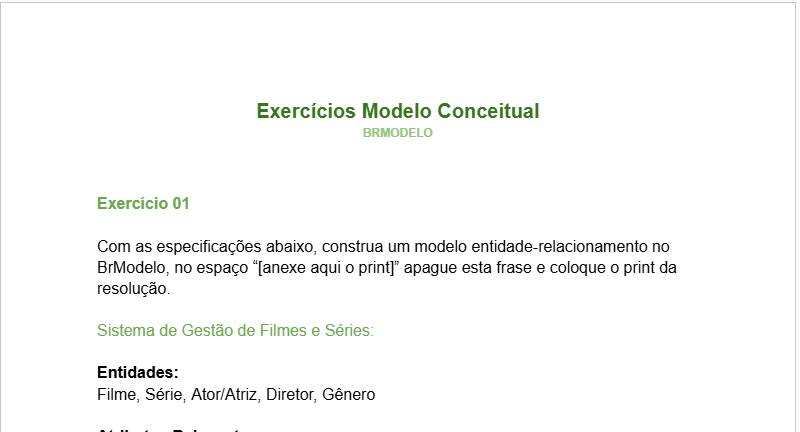 Exercícios Modelo Conceitual
BRMODELO
Exercício 01
Com as especificações abaixo, construa um modelo entidade-relacionamento no
BrModelo, no espaço “[anexe aqui o print]” apague esta frase e coloque o print da
resolução.
Sistema de Gestão de Filmes e Séries:
Entidades:
Filme, Série, Ator/Atriz, Diretor, Gênero